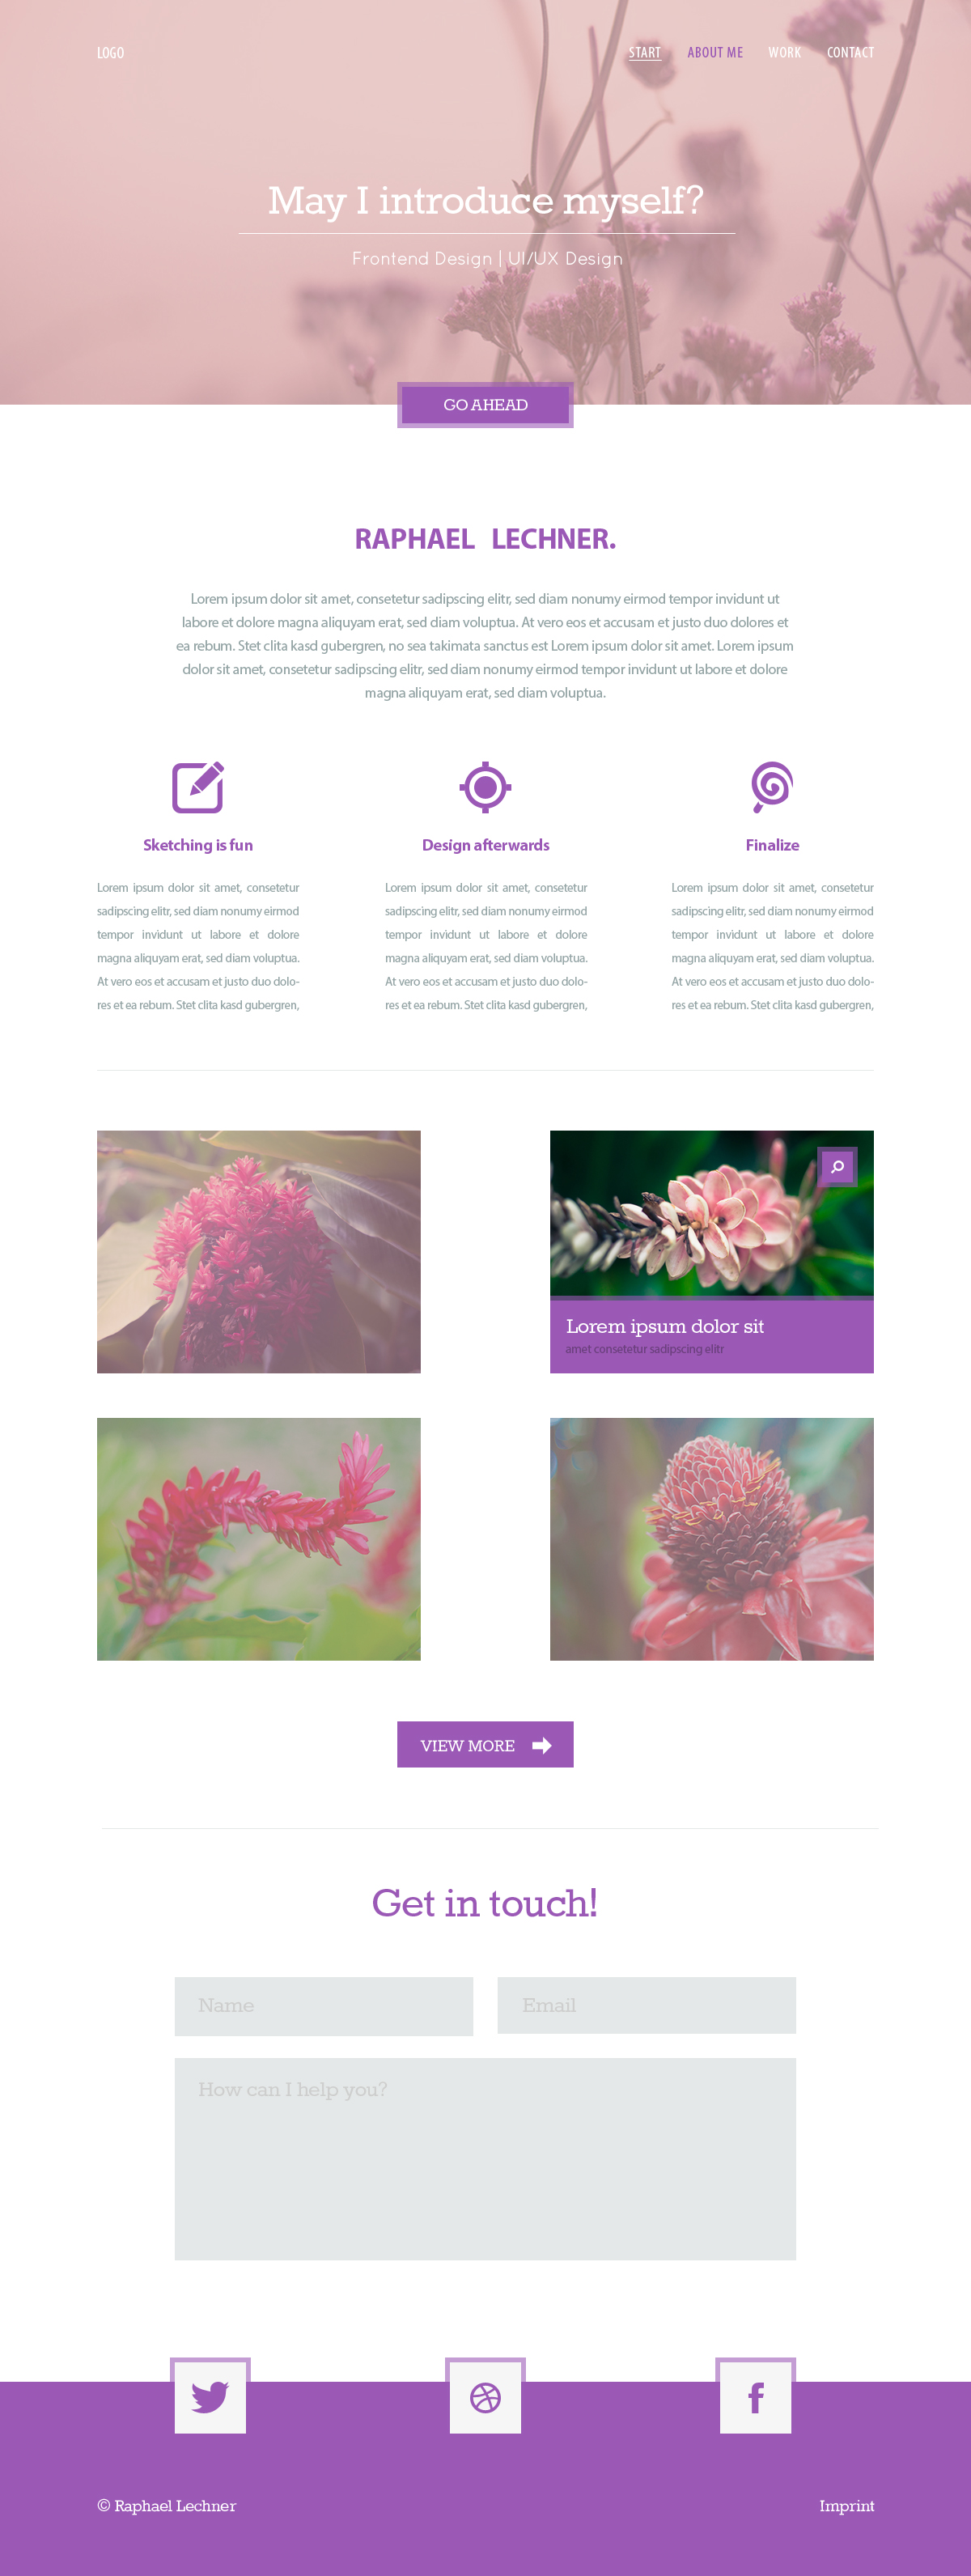 LOGO
START ABOUT ME WORK CONTACT
May I introduce myself?
Frontend Design | UI/UX Design
GO AHEAD
RAPHAEL LECHNER.
Lorem ipsum dolor sit amet, consetetur sadipscing elitr, sed diam nonumy eirmod tempor invidunt ut
labore et dolore magna aliquyam erat, sed diam voluptua. At vero eos et accusam et justo duo dolores et
ea rebum. Stet clita kasd gubergren, no sea takimata sanctus est Lorem ipsum dolor sit amet. Lorem ipsum
dolor sit amet, consetetur sadipscing elitr, sed diam nonumy eirmod tempor invidunt ut labore et dolore
magna aliquyam erat, sed diam voluptua.
Sketching is fun
Lorem ipsum dolor sit amet, consetetur
sadipscing elitr, sed diam nonumy eirmod
tempor invidunt ut labore et dolore
magna aliquyam erat, sed diam voluptua.
At vero eos et accusam et justo duo dolo-
res et ea rebum. Stet clita kasd gubergren,
Design afterwards
Lorem ipsum dolor sit amet, consetetur
sadipscing elitr, sed diam nonumy eirmod
tempor invidunt ut labore et dolore
magna aliquyam erat, sed diam voluptua.
At vero eos et accusam et justo duo dolo-
res et ea rebum. Stet clita kasd gubergren,
Finalize
Lorem ipsum dolor sit amet, consetetur
sadipscing elitr, sed diam nonumy eirmod
tempor invidunt ut labore et dolore
magna aliquyam erat, sed diam voluptua.
At vero eos et accusam et justo duo dolo-
res et ea rebum. Stet clita kasd gubergren,
Lorem ipsum dolor sit
amet consetetur sadipscing elitr
VIEW MORE
Get in touch!
Name
Email
How can I help you?
© Raphael Lechner
Imprint